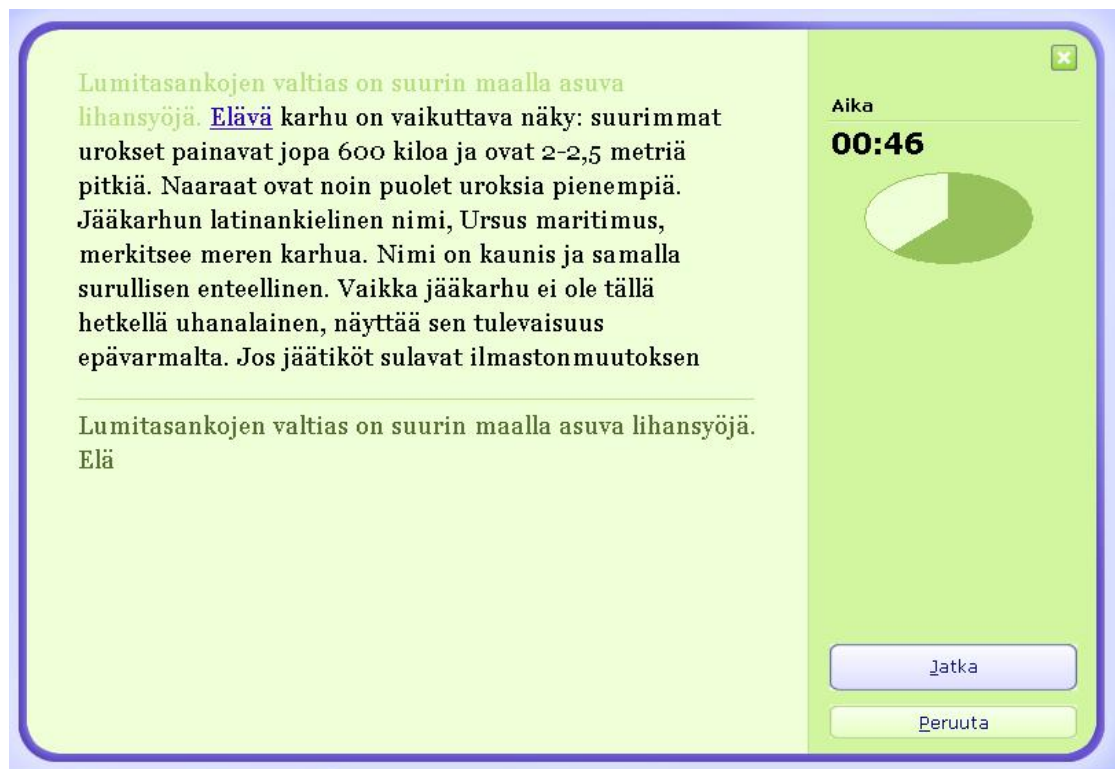 Lumitasankojen valtias on suurin maalla asuva
lihansyöjä. Elävä karhu on vaikuttava näky: suurimmat
urokset painavat jopa 600 kiloa ja ovat 2-2,5 metriä
pitkiä. Naaraat ovat noin puolet uroksia pienempiä.
Jääkarhun latinankielinen nimi, Ursus maritimus,
merkitsee meren karhua. Nimi on kaunis ja samalla
surullisen enteellinen. Vaikka jääkarhu ei ole tällä
hetkellä uhanalainen, näyttää sen tulevaisuus
epävarmalta. Jos jäätiköt sulavat ilmastonmuutoksen
Lumitasankojen valtias on suurin maalla asuva lihansyöjä.
Elä
Aika
00:46
Jatka
Peruuta